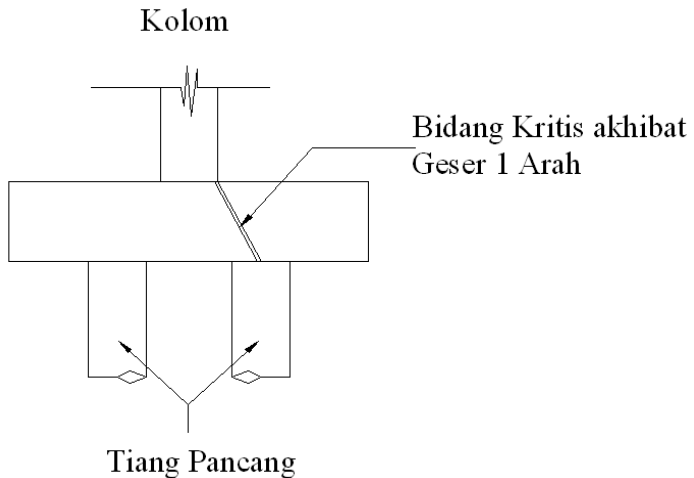 Kolom
Bidang Kritis akhibat
Geser 1 Arah
Tiang Pancang